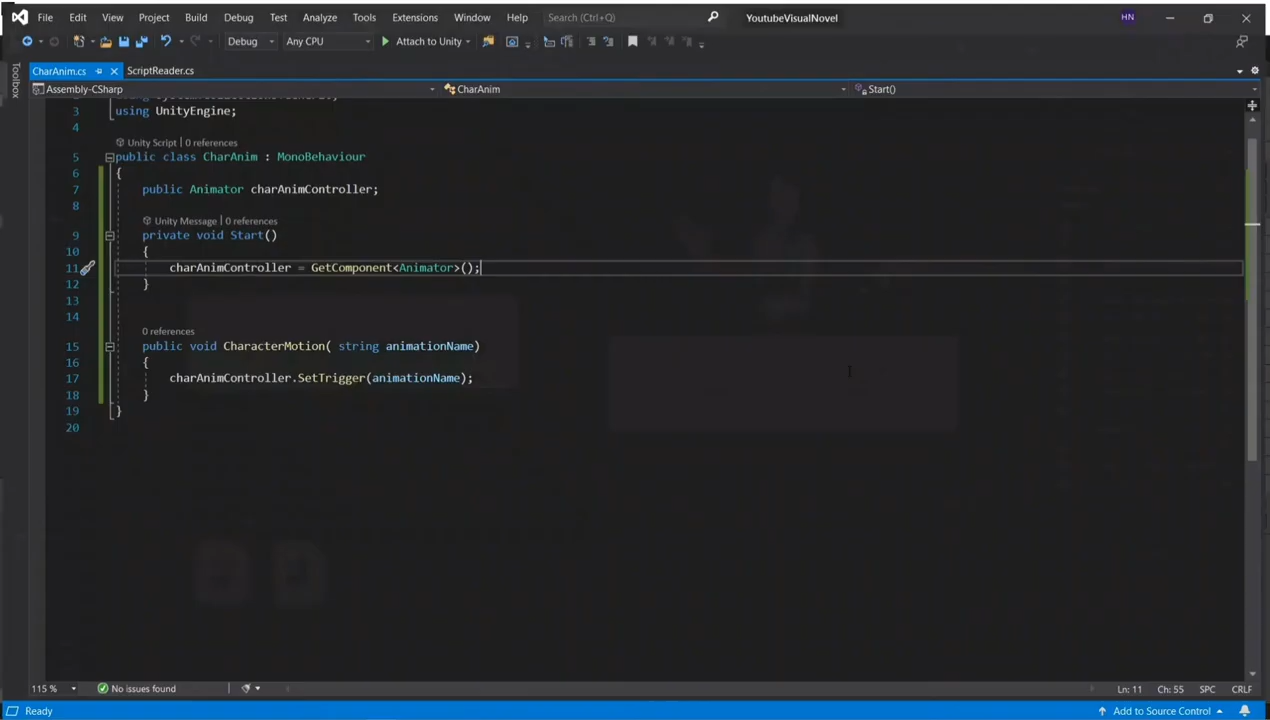 File Edit View Project Build Debug Test Analyze Tools Extensions Window Help Search (Ctrl+Q) YoutubeVisualNovel HN
Debug Any CPU Attach to Unity
Toolbox
CharAnim.cs ScriptReader.cs
Assembly-CSharp CharAnim Start()
3 using UnityEngine;
4
Unity Script | 0 references
5 public class CharAnim : MonoBehaviour
6 {
7 public Animator charAnimController;
8
Unity Message | 0 references
9 private void Start()
10 {
11 charAnimController = GetComponent<Animator>();
12 }
13
14
0 references
15 public void CharacterMotion( string animationName)
16 {
17 charAnimController.SetTrigger(animationName);
18 }
19 }
20
115 % No issues found Ln: 11 Ch: 55 SPC CRLF
Ready Add to Source Control